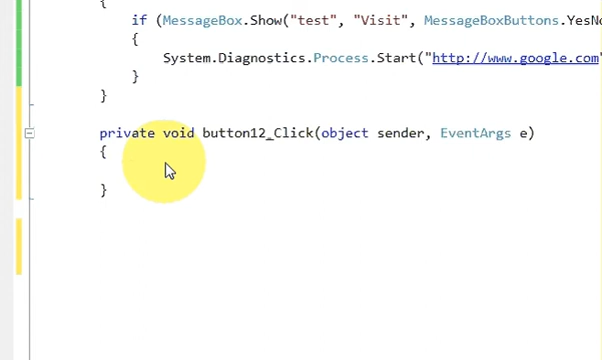 {
if (MessageBox.Show("test", "Visit", MessageBoxButtons.YesNo
{
System.Diagnostics.Process.Start("http://www.google.com"
}
}
private void button12_Click(object sender, EventArgs e)
{
}